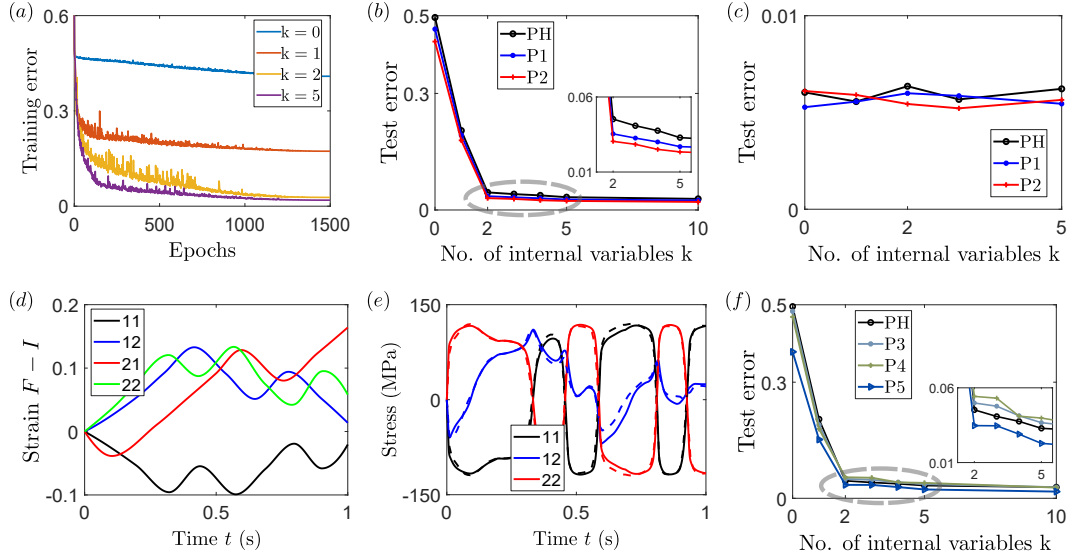 (a)
0.6
0.3
0
Training error
k = 0
k = 1
k = 2
k = 5
0 500 1000 1500
Epochs
(b)
0.5
0.3
0
Test error
PH
P1
P2
0.06
0.01
2 5
0 2 5 10
No. of internal variables k
(c)
0.01
0
Test error
PH
P1
P2
0 2 5
No. of internal variables k
(d)
0.2
0.1
0
-0.1
Strain F − I
11
12
21
22
0 0.5 1
Time t (s)
(e)
150
0
-150
Stress (MPa)
11
12
22
0 0.5 1
Time t (s)
(f)
0.5
0.3
0
Test error
PH
P3
P4
P5
0.06
0.01
2 5
0 2 5 10
No. of internal variables k